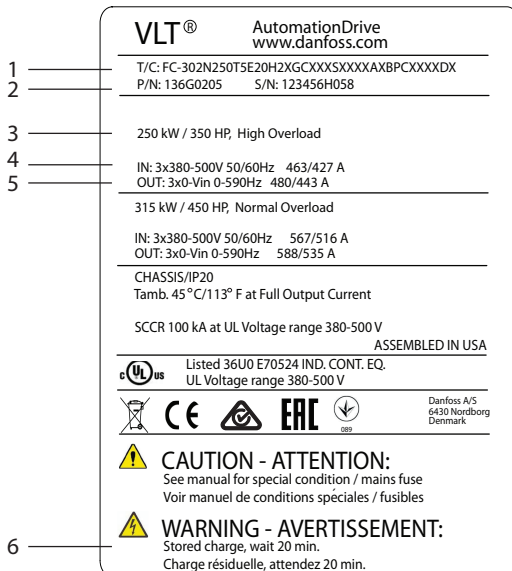 VLT® AutomationDrive
www.danfoss.com
1 T/C: FC-302N250T5E20H2XGCXXXSXXXXAXBPCXXXXDX
2 P/N: 136G0205 S/N: 123456H058
3 250 kW / 350 HP, High Overload
4 IN: 3x380-500V 50/60Hz 463/427 A
5 OUT: 3x0-Vin 0-590Hz 480/443 A
315 kW / 450 HP, Normal Overload
IN: 3x380-500V 50/60Hz 567/516 A
OUT: 3x0-Vin 0-590Hz 588/535 A
CHASSIS/IP20
Tamb. 45°C/113° F at Full Output Current
SCCR 100 kA at UL Voltage range 380-500 V
ASSEMBLED IN USA
c UL us Listed 36U0 E70524 IND. CONT. EQ.
UL Voltage range 380-500 V
CE EAC 089
Danfoss A/S
6430 Nordborg
Denmark
CAUTION - ATTENTION:
See manual for special condition / mains fuse
Voir manuel de conditions spéciales / fusibles
WARNING - AVERTISSEMENT:
6 Stored charge, wait 20 min.
Charge résiduelle, attendez 20 min.